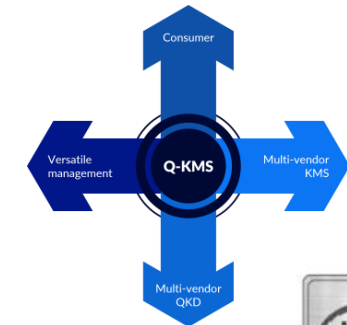 Consumer
Versatile
management
Q-KMS
Multi-vendor
KMS
Multi-vendor
QKD